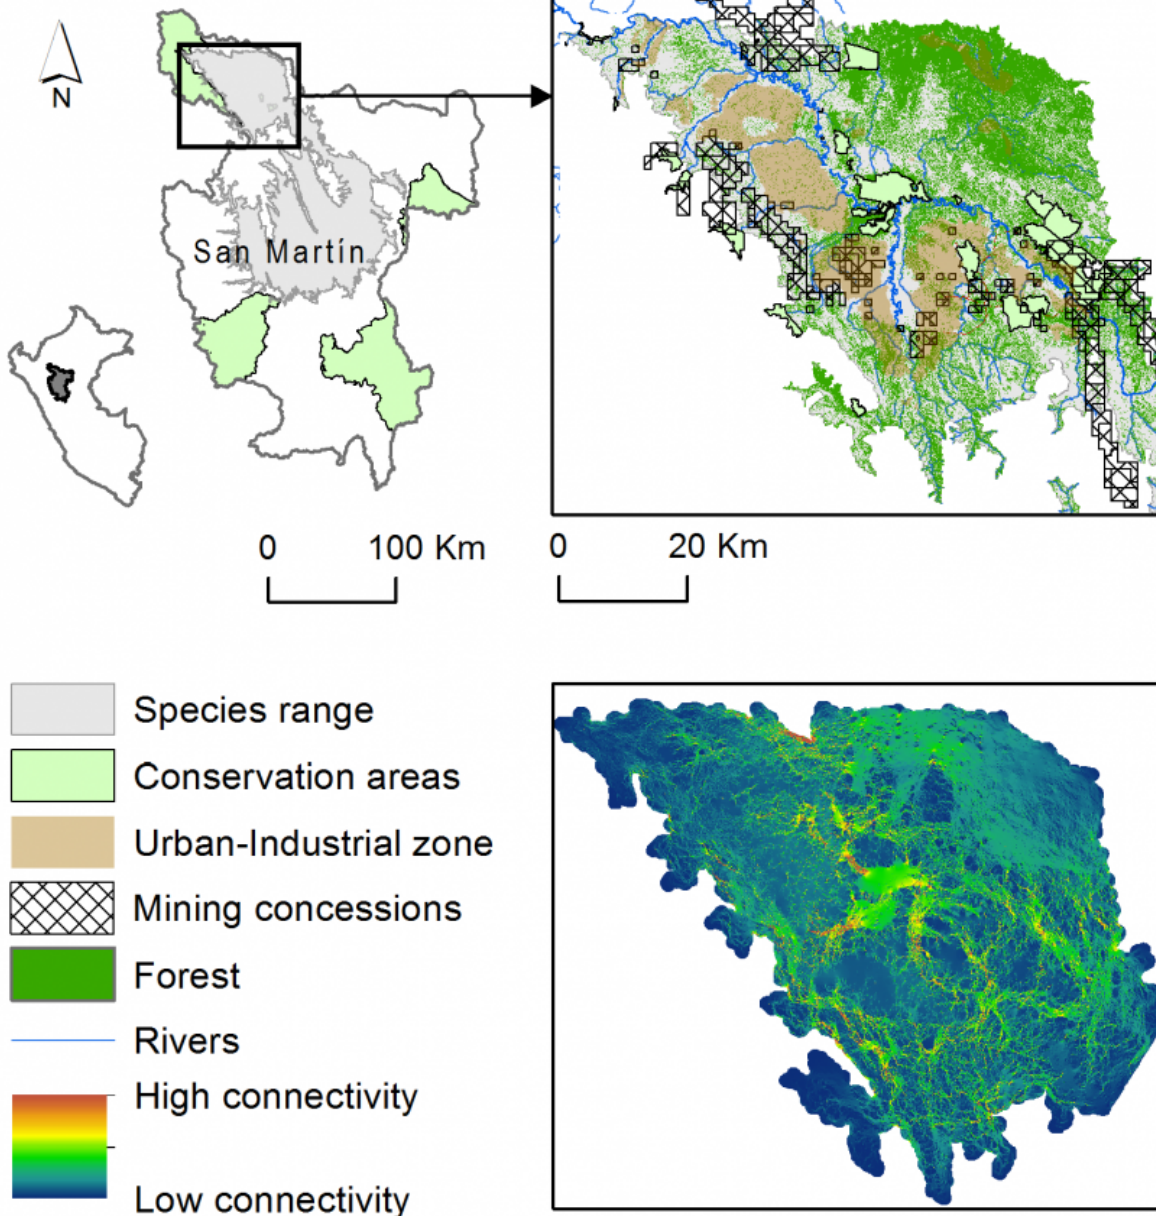 N
San Martín
0 100 Km
0 20 Km
Species range
Conservation areas
Urban-Industrial zone
Mining concessions
Forest
Rivers
High connectivity
Low connectivity